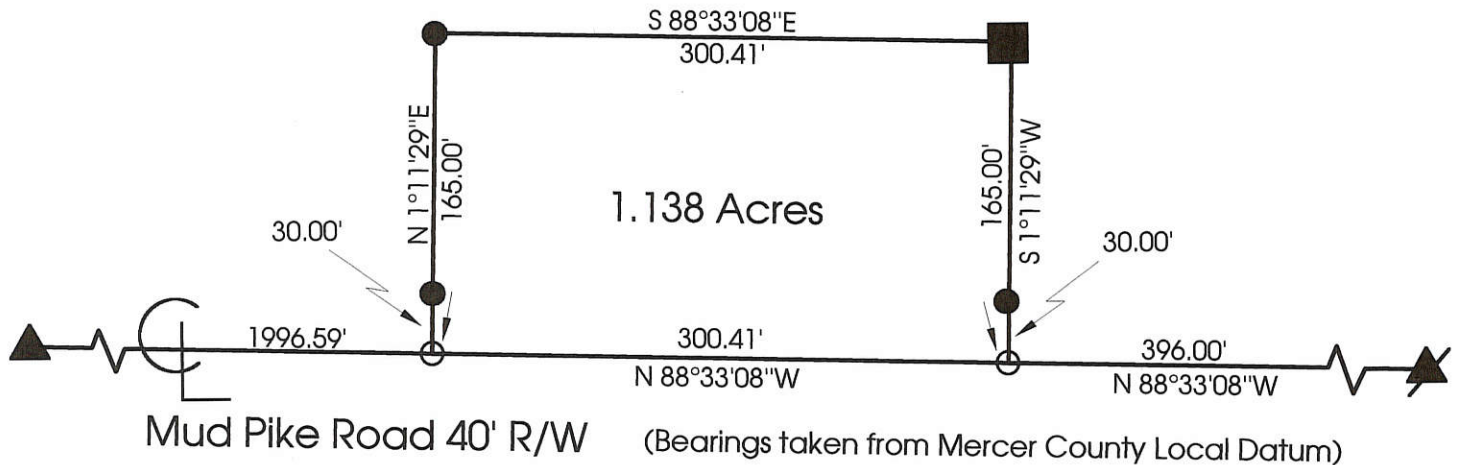 S 88°33'08"E
300.41'
N 1°11'29"E
165.00'
165.00'
S 1°11'29"W
1.138 Acres
30.00'
30.00'
1996.59'
300.41'
N 88°33'08"W
396.00'
N 88°33'08"W
CL
Mud Pike Road 40' R/W
(Bearings taken from Mercer County Local Datum)